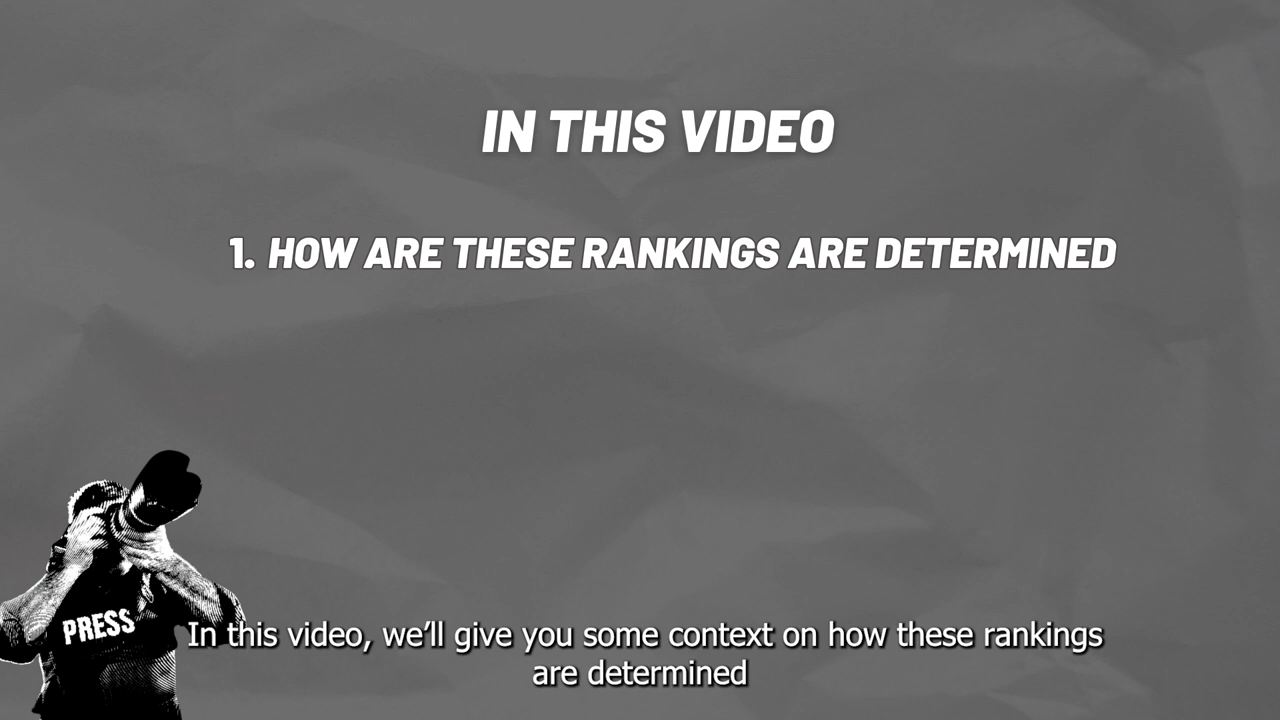 IN THIS VIDEO
1. HOW ARE THESE RANKINGS ARE DETERMINED
PRESS
In this video, we’ll give you some context on how these rankings
are determined